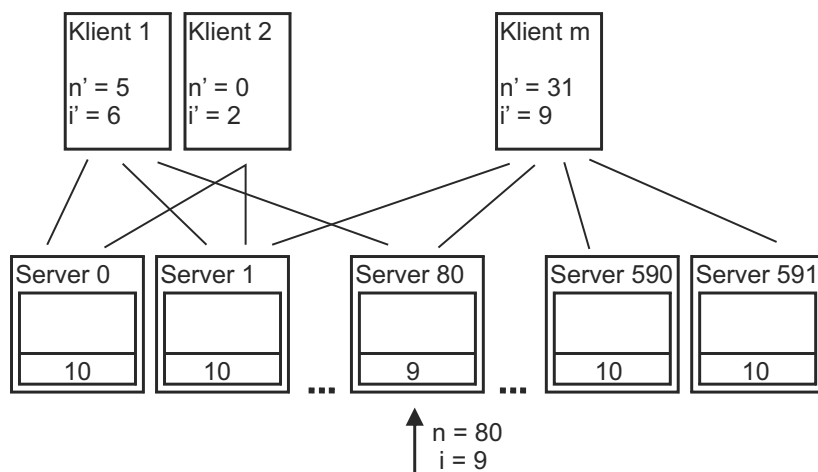 Klient 1
n' = 5
i' = 6
Klient 2
n' = 0
i' = 2
Klient m
n' = 31
i' = 9
Server 0
10
Server 1
10
...
Server 80
9
...
Server 590
10
Server 591
10
n = 80
i = 9